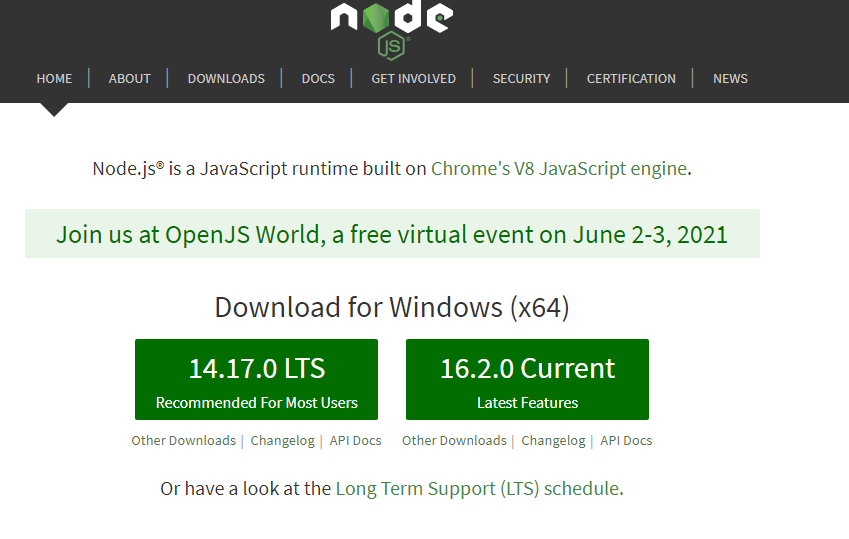 node
JS
HOME | ABOUT | DOWNLOADS | DOCS | GET INVOLVED | SECURITY | CERTIFICATION | NEWS
Node.js® is a JavaScript runtime built on Chrome's V8 JavaScript engine.
Join us at OpenJS World, a free virtual event on June 2-3, 2021
Download for Windows (x64)
14.17.0 LTS
Recommended For Most Users
16.2.0 Current
Latest Features
Other Downloads | Changelog | API Docs
Other Downloads | Changelog | API Docs
Or have a look at the Long Term Support (LTS) schedule.